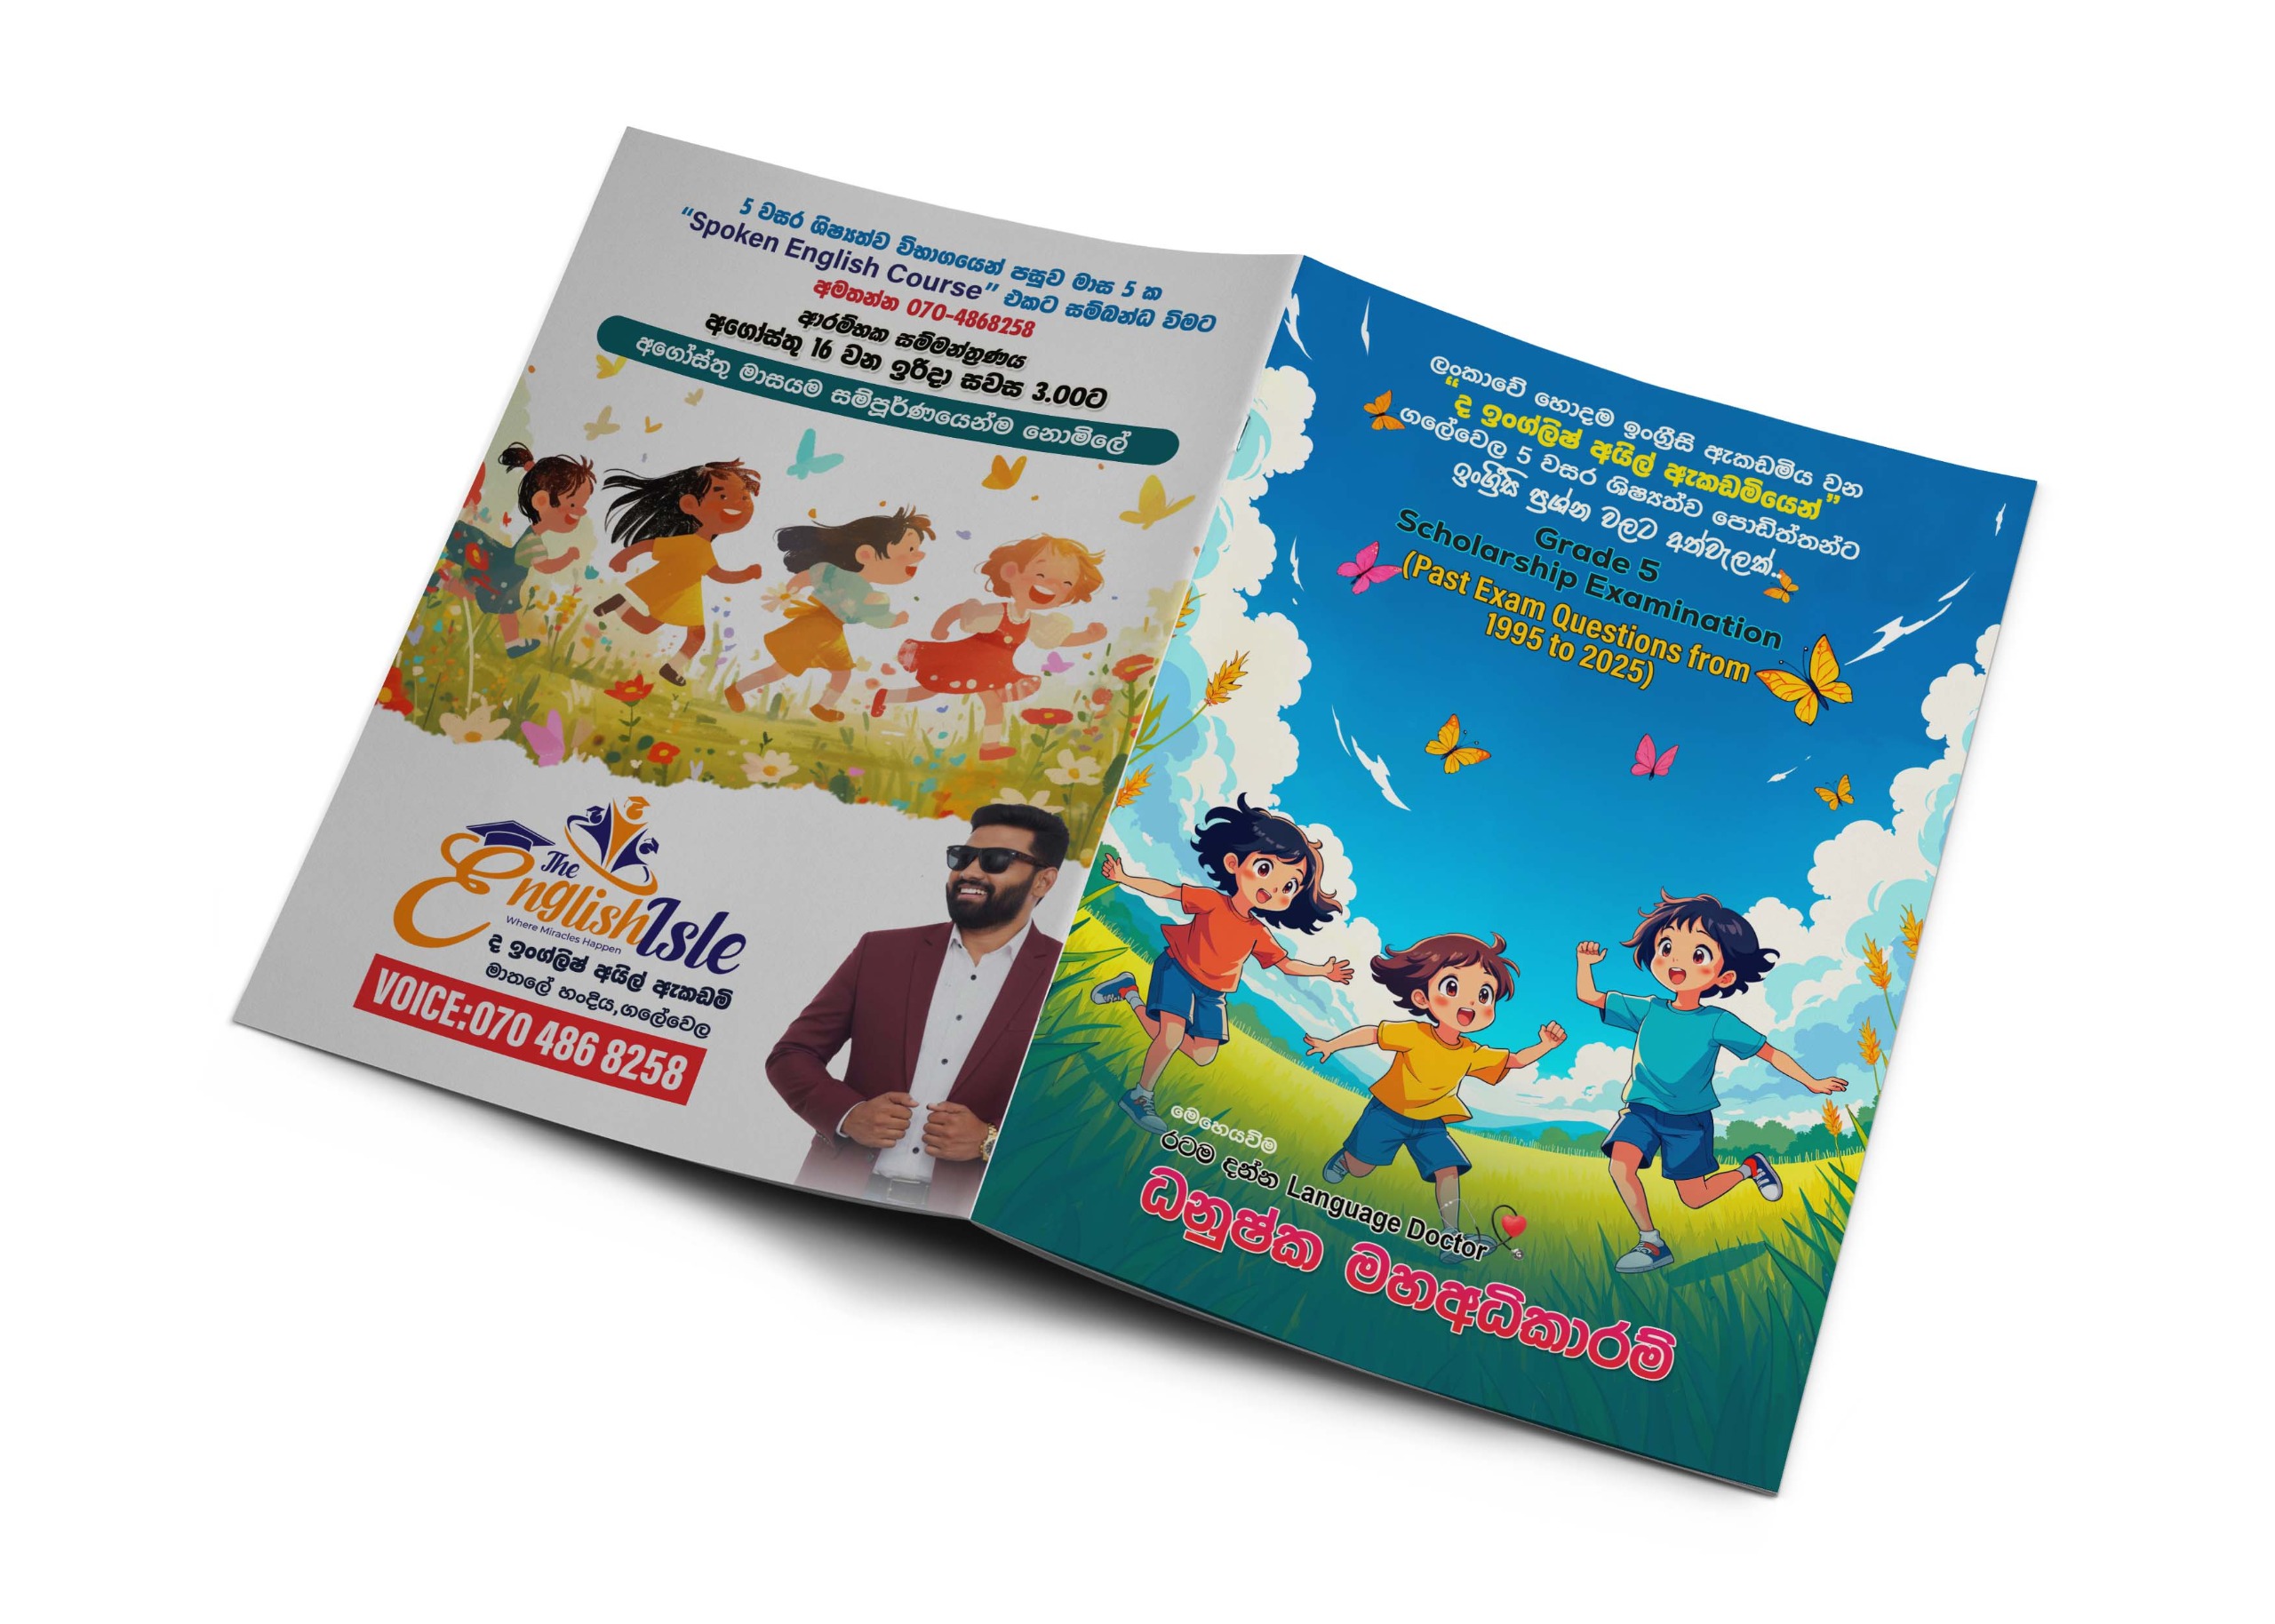 5 වසර ශිෂ්‍යත්ව විභාගයෙන් පසුව මාස 5 ක
“Spoken English Course” එකට සම්බන්ධ වීමට
අමතන්න 070-4868258
ආරම්භක සම්මන්ත්‍රණය
අගෝස්තු 16 වන ඉරිදා සවස 3.00ට
අගෝස්තු මාසයම සම්පූර්ණයෙන්ම නොමිලේ
The
English Isle
Where Miracles Happen
ද ඉංග්ලිෂ් අයිල් ඇකඩමි
මාතලේ හංදිය,ගලේවෙල
VOICE:070 486 8258
ලංකාවේ හොදම ඉංග්‍රීසි ඇකඩමිය වන
“ද ඉංග්ලිෂ් අයිල් ඇකඩමියෙන්”
ගලේවෙල 5 වසර ශිෂ්‍යත්ව පොඩිත්තන්ට
ඉංග්‍රීසි ප්‍රශ්න වලට අත්වැලක්..
Grade 5
Scholarship Examination
(Past Exam Questions from
1995 to 2025)
මෙහෙයවීම
රටම දන්න Language Doctor
ධනුෂ්ක මහඅධිකාරම්